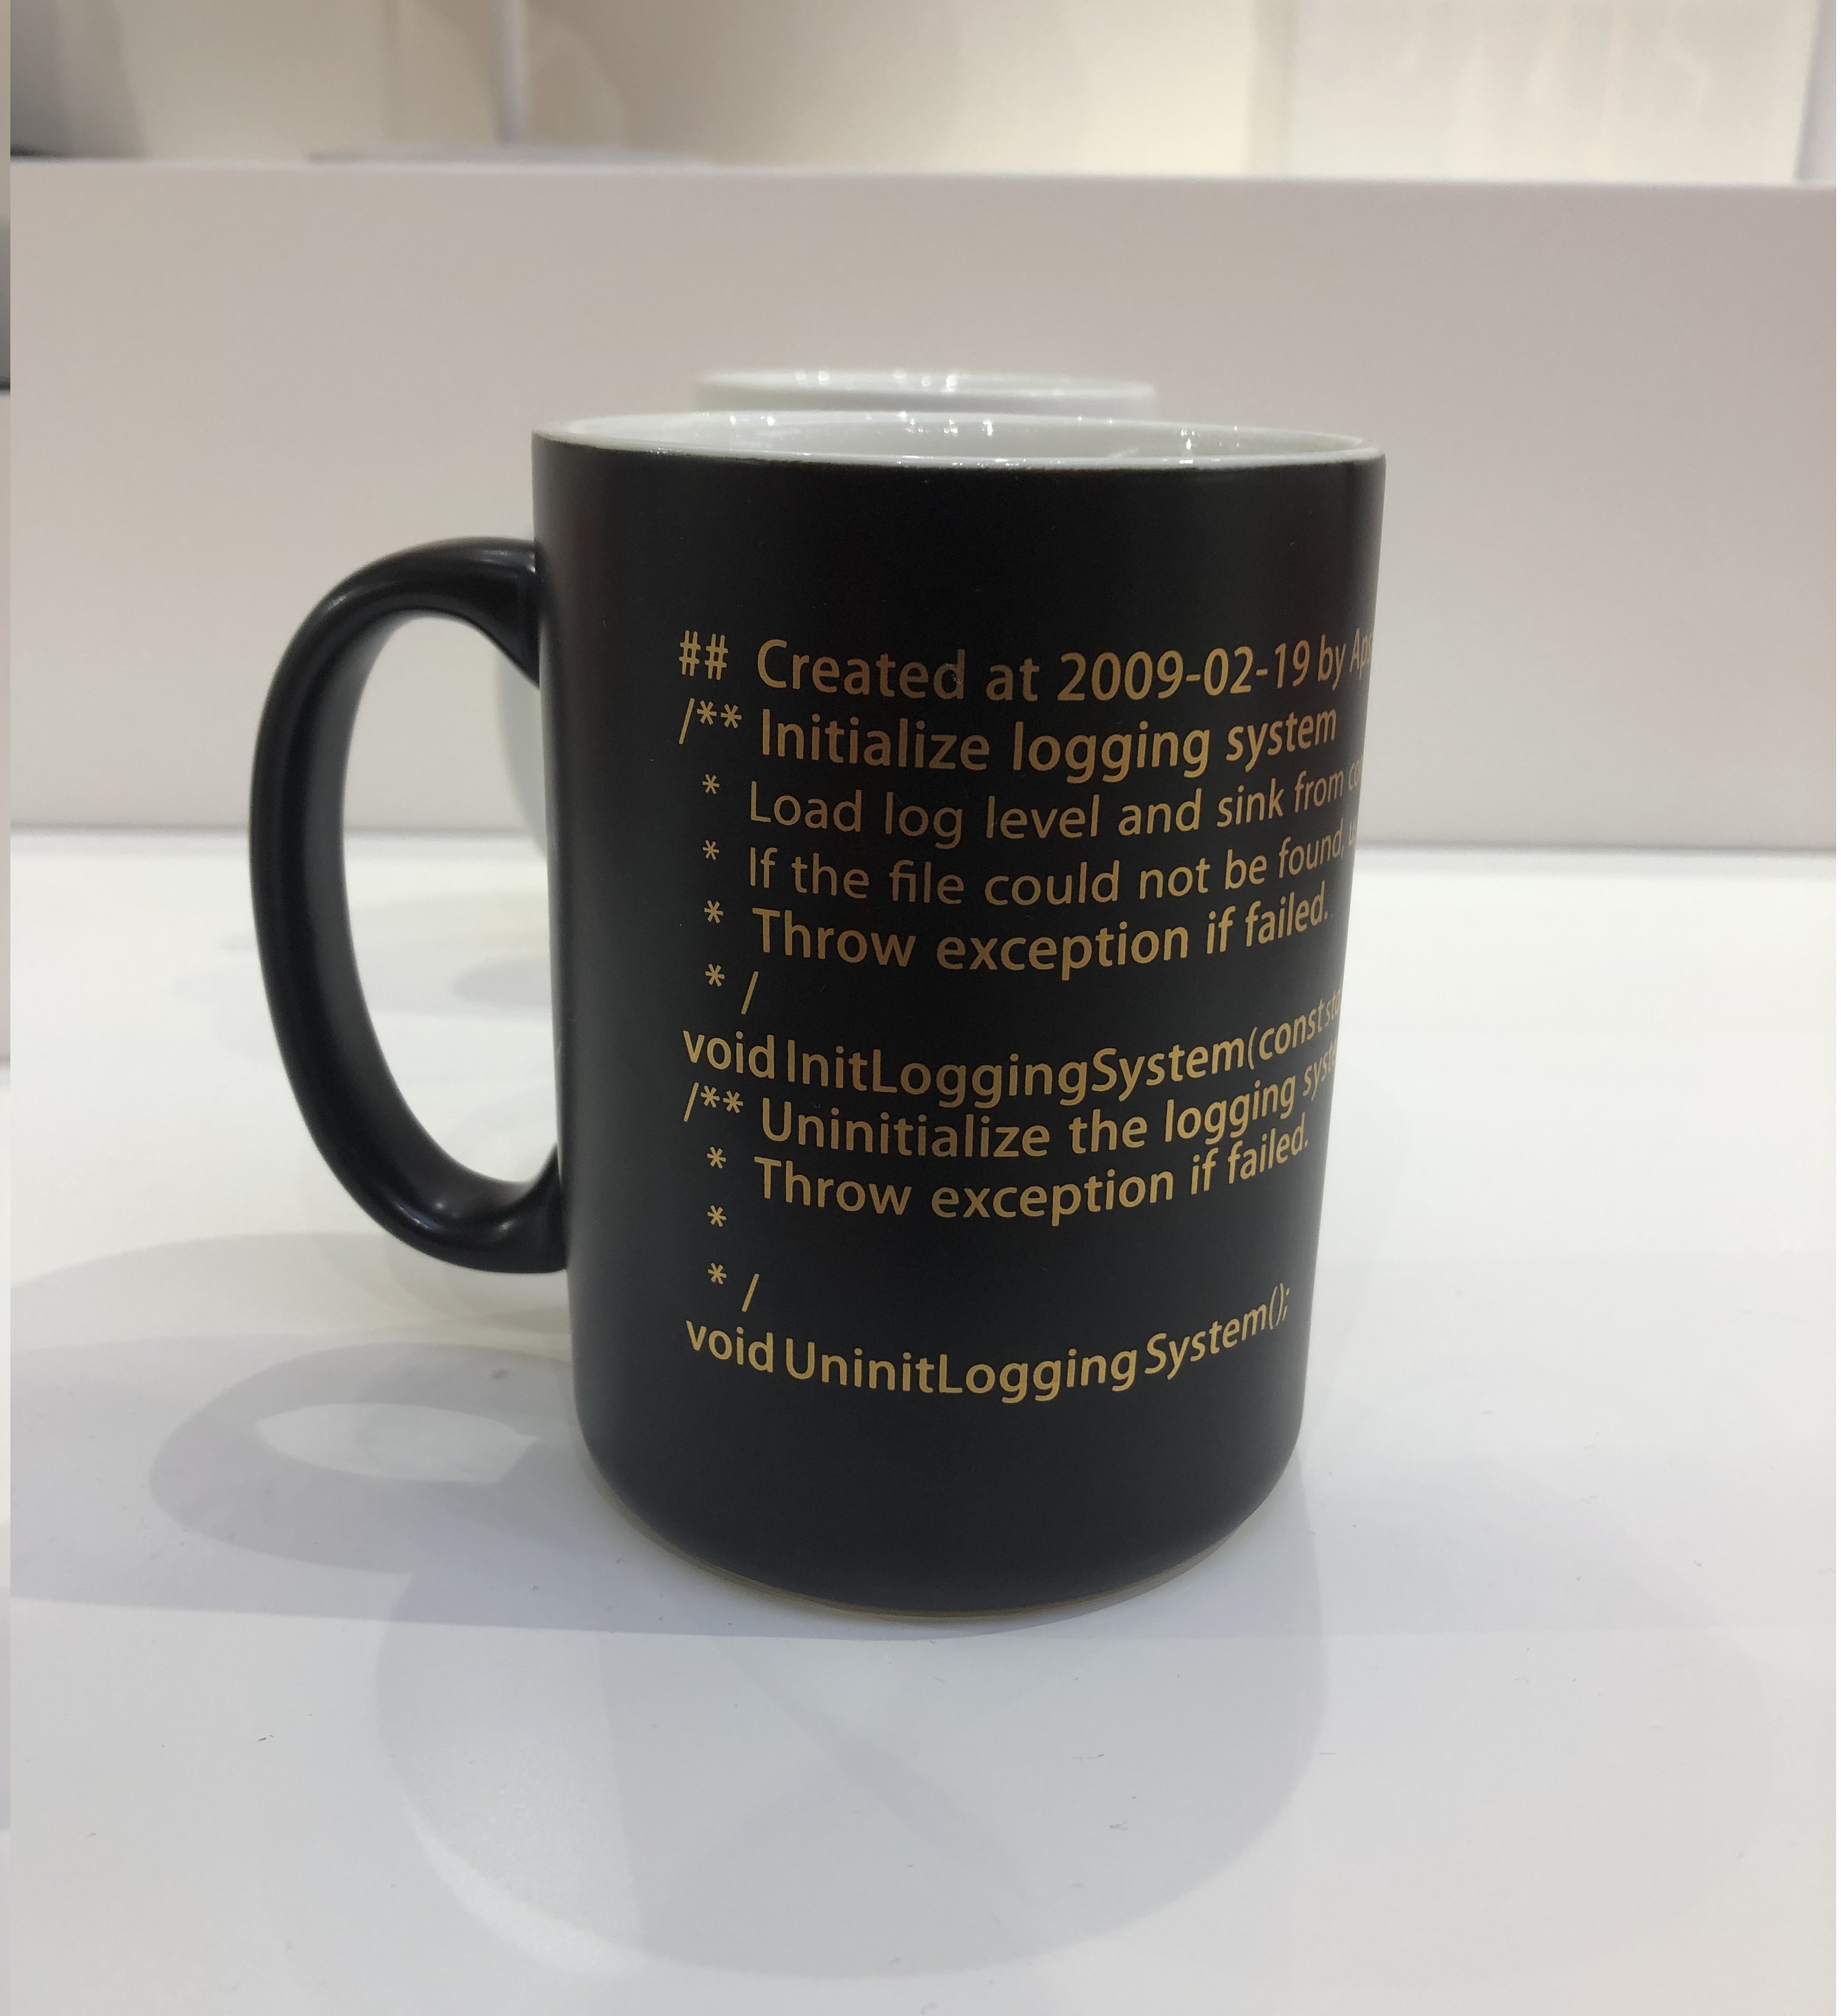 ## Created at 2009-02-19 by
/** Initialize logging system
* Load log level and sink from
* If the file could not be found,
* Throw exception if failed.
* /
void InitLoggingSystem(const
/** Uninitialize the logging
* Throw exception if failed.
*
* /
void UninitLogging System();